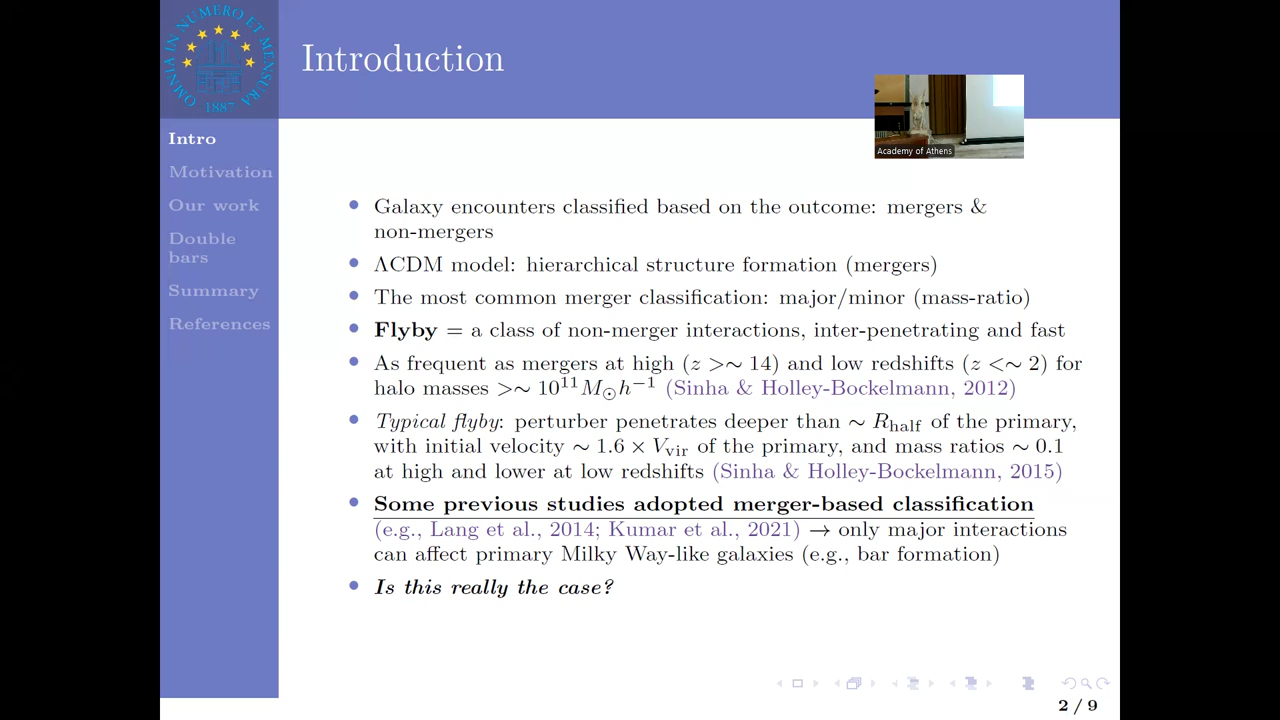 OMNIA IN NUMERO ET MENSURA
1887
Introduction
Academy of Athens
Intro
Motivation
Our work
Double
bars
Summary
References
• Galaxy encounters classified based on the outcome: mergers &
non-mergers
• ΛCDM model: hierarchical structure formation (mergers)
• The most common merger classification: major/minor (mass-ratio)
• Flyby = a class of non-merger interactions, inter-penetrating and fast
• As frequent as mergers at high (z >∼ 14) and low redshifts (z <∼ 2) for
halo masses >∼ 10¹¹M⊙h⁻¹ (Sinha & Holley-Bockelmann, 2012)
• Typical flyby: perturber penetrates deeper than ∼ R_half of the primary,
with initial velocity ∼ 1.6 × V_vir of the primary, and mass ratios ∼ 0.1
at high and lower at low redshifts (Sinha & Holley-Bockelmann, 2015)
• Some previous studies adopted merger-based classification
(e.g., Lang et al., 2014; Kumar et al., 2021) → only major interactions
can affect primary Milky Way-like galaxies (e.g., bar formation)
• Is this really the case?
2 / 9